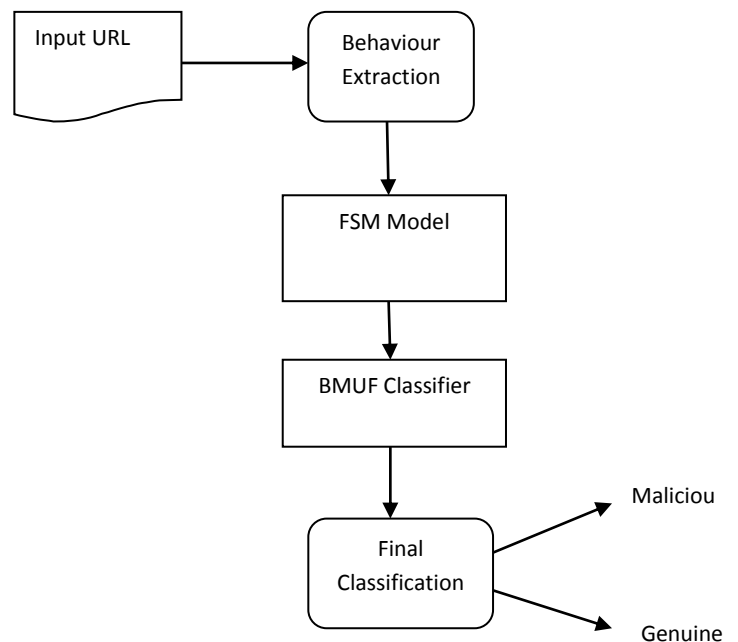 Input URL
Behaviour
Extraction
FSM Model
BMUF Classifier
Final
Classification
Maliciou
Genuine